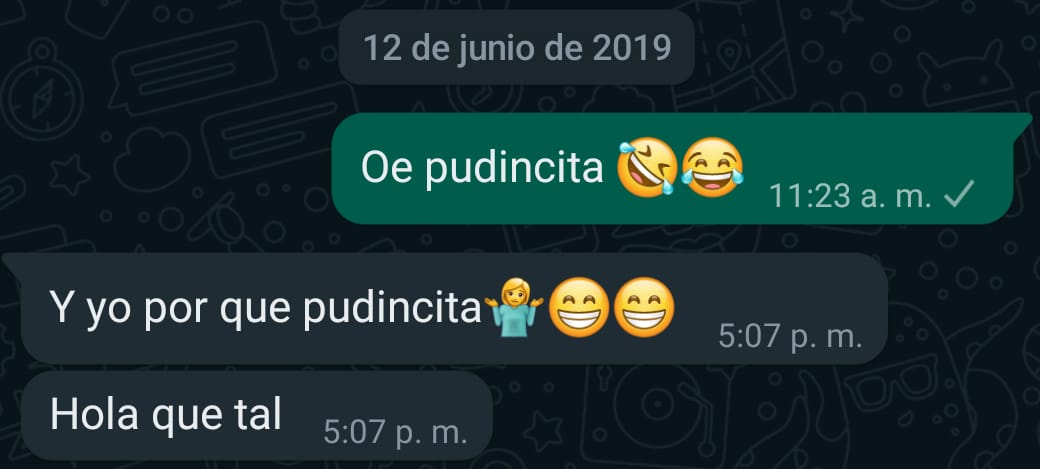 12 de junio de 2019
Oe pudincita 🤣😂 11:23 a. m.
Y yo por que pudincita🤷‍♀️😁😁 5:07 p. m.
Hola que tal 5:07 p. m.